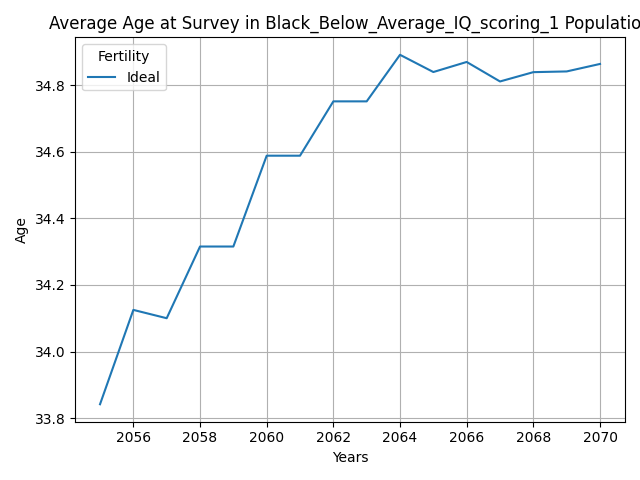 Average Age at Survey in Black_Below_Average_IQ_scoring_1 Populatio
Fertility
Ideal
Age
34.8
34.6
34.4
34.2
34.0
33.8
2056 2058 2060 2062 2064 2066 2068 2070
Years